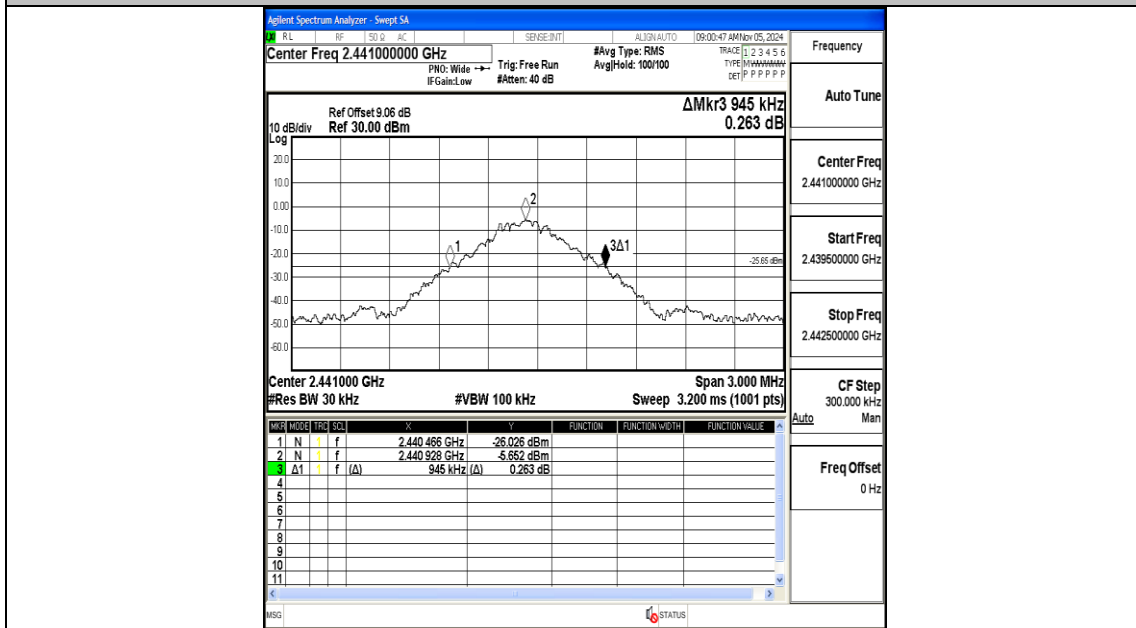 Agilent Spectrum Analyzer - Swept SA
RL RF 50 Ω AC SENSE:INT ALIGN AUTO 09:00:47 AM Nov 05, 2024
Center Freq 2.441000000 GHz
PNO: Wide
IFGain:Low
Trig: Free Run
#Atten: 40 dB
#Avg Type: RMS
Avg|Hold: 100/100
TRACE 1 2 3 4 5 6
TYPE
DET P P P P P P
ΔMkr3 945 kHz
0.263 dB
Ref Offset 9.06 dB
10 dB/div Ref 30.00 dBm
Log
20.0
10.0
0.00
-10.0
-20.0
-30.0
-40.0
-50.0
-60.0
1
2
3Δ1
-25.65 dBm
Center 2.441000 GHz Span 3.000 MHz
#Res BW 30 kHz #VBW 100 kHz Sweep 3.200 ms (1001 pts)
MKR MODE TRC SCL X Y FUNCTION FUNCTION WIDTH FUNCTION VALUE
1 N 1 f 2.440 466 GHz -26.026 dBm
2 N 1 f 2.440 928 GHz -5.652 dBm
3 Δ1 1 f (Δ) 945 kHz (Δ) 0.263 dB
4
5
6
7
8
9
10
11
MSG STATUS
Frequency
Auto Tune
Center Freq
2.441000000 GHz
Start Freq
2.439500000 GHz
Stop Freq
2.442500000 GHz
CF Step
300.000 kHz
Auto Man
Freq Offset
0 Hz